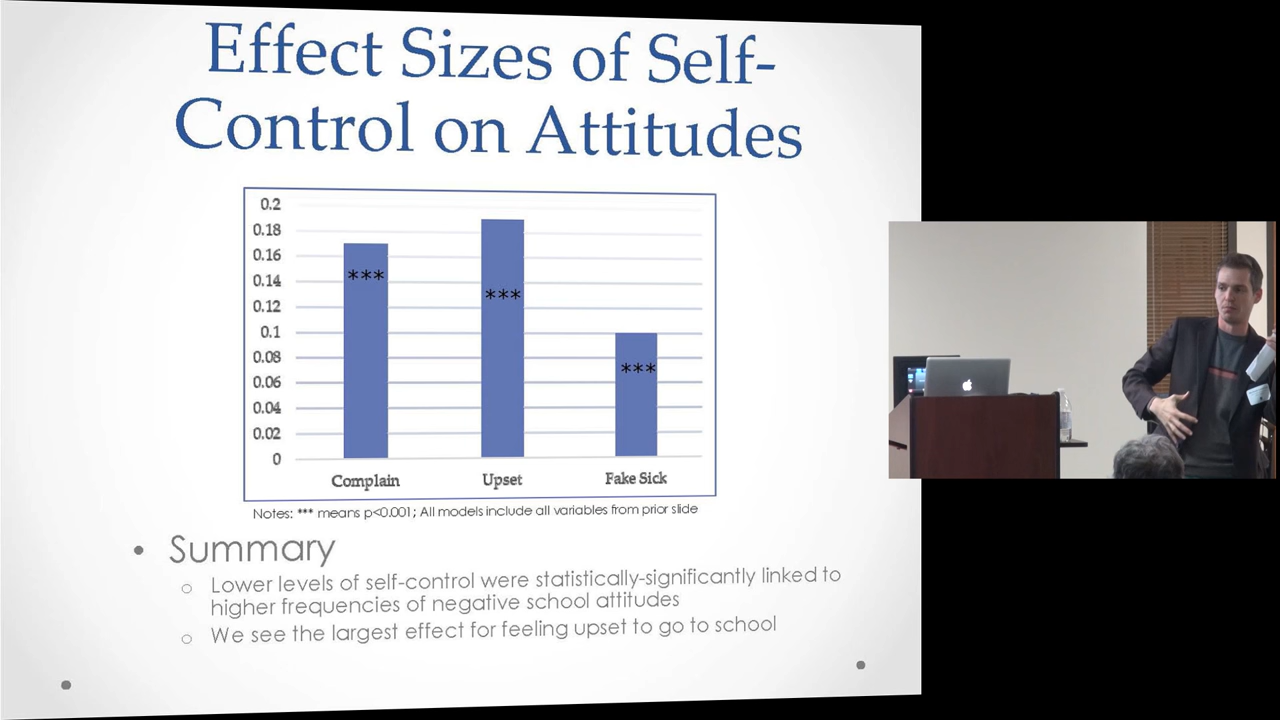 Effect Sizes of Self-
Control on Attitudes
0.2
0.18
0.16
0.14
0.12
0.1
0.08
0.06
0.04
0.02
0
***
***
***
Complain Upset Fake Sick
Notes: *** means p<0.001; All models include all variables from prior slide
• Summary
○ Lower levels of self-control were statistically-significantly linked to
higher frequencies of negative school attitudes
○ We see the largest effect for feeling upset to go to school